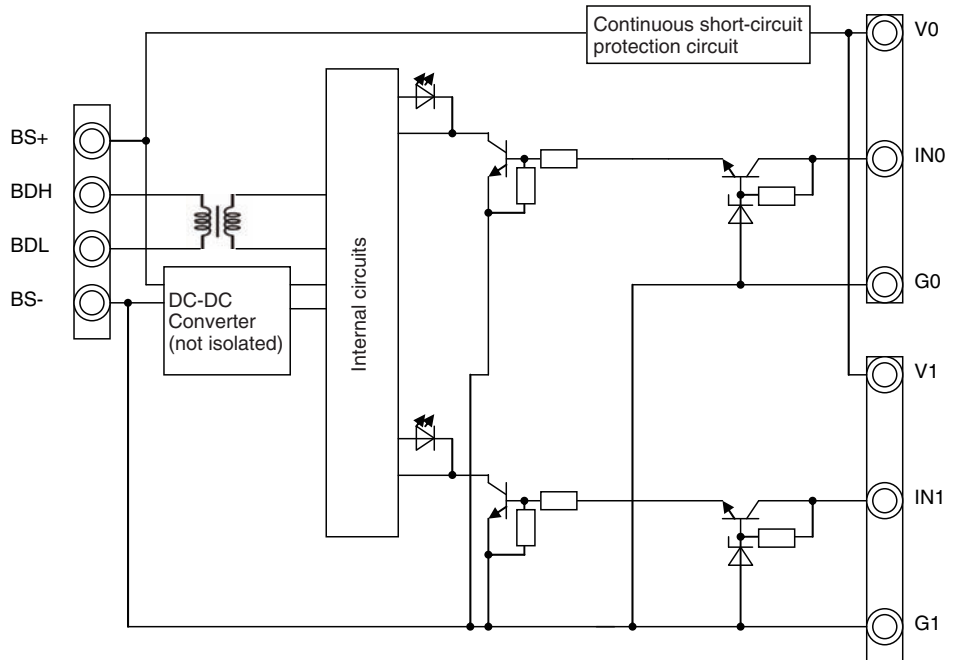 Continuous short-circuit
protection circuit
V0
BS+
IN0
BDH
BDL
G0
BS-
DC-DC
Converter
(not isolated)
Internal circuits
V1
IN1
G1